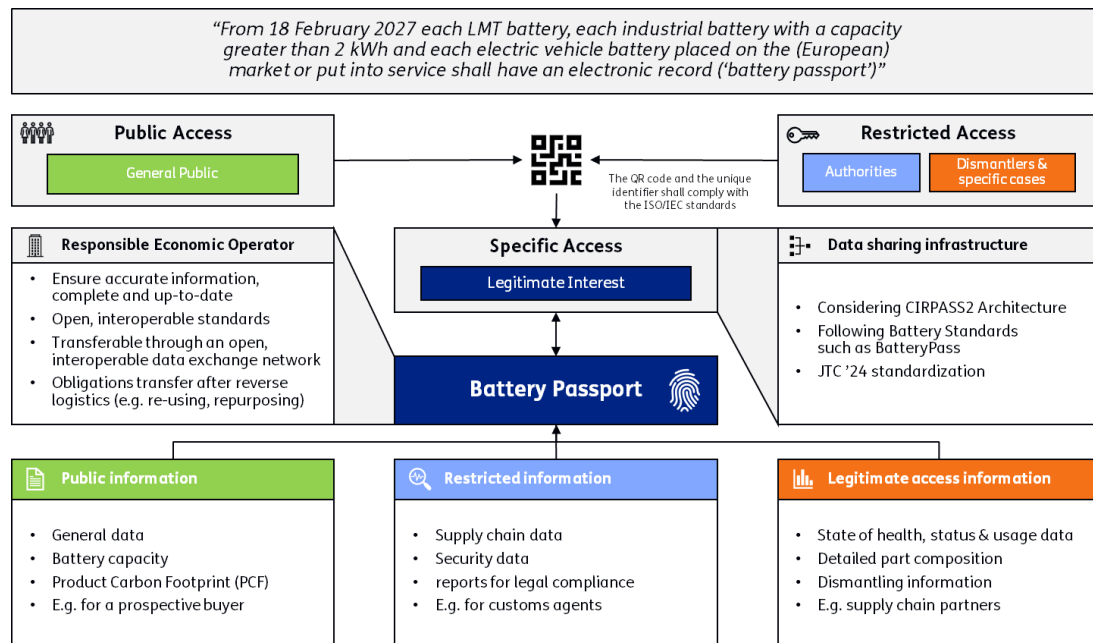 “From 18 February 2027 each LMT battery, each industrial battery with a capacity
greater than 2 kWh and each electric vehicle battery placed on the (European)
market or put into service shall have an electronic record (‘battery passport’)”
Public Access
General Public
The QR code and the unique
identifier shall comply with
the ISO/IEC standards
Restricted Access
Authorities
Dismantlers &
specific cases
Responsible Economic Operator
• Ensure accurate information,
complete and up-to-date
• Open, interoperable standards
• Transferable through an open,
interoperable data exchange network
• Obligations transfer after reverse
logistics (e.g. re-using, repurposing)
Specific Access
Legitimate Interest
Battery Passport
Data sharing infrastructure
• Considering CIRPASS2 Architecture
• Following Battery Standards
such as BatteryPass
• JTC ’24 standardization
Public information
• General data
• Battery capacity
• Product Carbon Footprint (PCF)
• E.g. for a prospective buyer
Restricted information
• Supply chain data
• Security data
• reports for legal compliance
• E.g. for customs agents
Legitimate access information
• State of health, status & usage data
• Detailed part composition
• Dismantling information
• E.g. supply chain partners